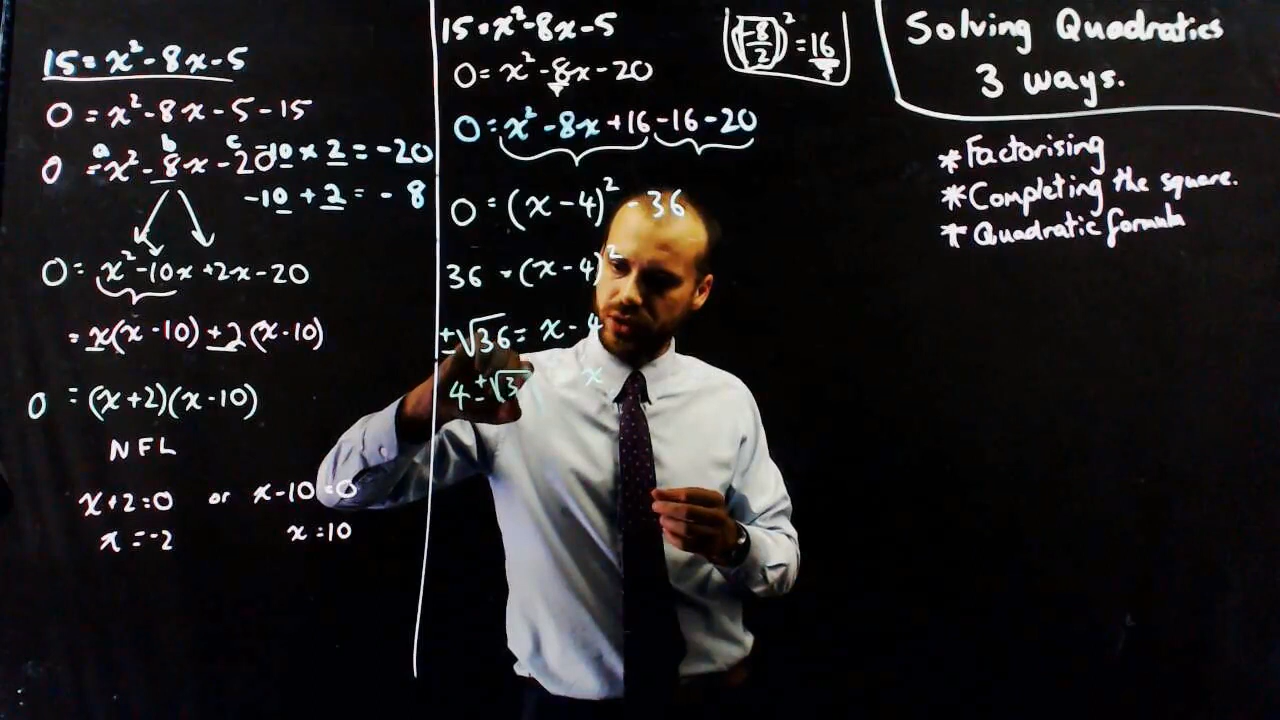 15 = x² - 8x - 5
0 = x² - 8x - 5 - 15
a b c
0 = x² - 8x - 20
-10 × 2 = -20
-10 + 2 = -8
0 = x² - 10x + 2x - 20
= x(x - 10) + 2(x - 10)
0 = (x + 2)(x - 10)
NFL
x + 2 = 0 or x - 10 = 0
x = -2 x = 10
15 = x² - 8x - 5
0 = x² - 8x - 20
(-8/2)² = 16
0 = x² - 8x + 16 - 16 - 20
0 = (x - 4)² - 36
36 = (x - 4)²
±√36 = x - 4
4 ± √3 x
Solving Quadratics
3 ways.
* Factorising
* Completing the square.
* Quadratic formula